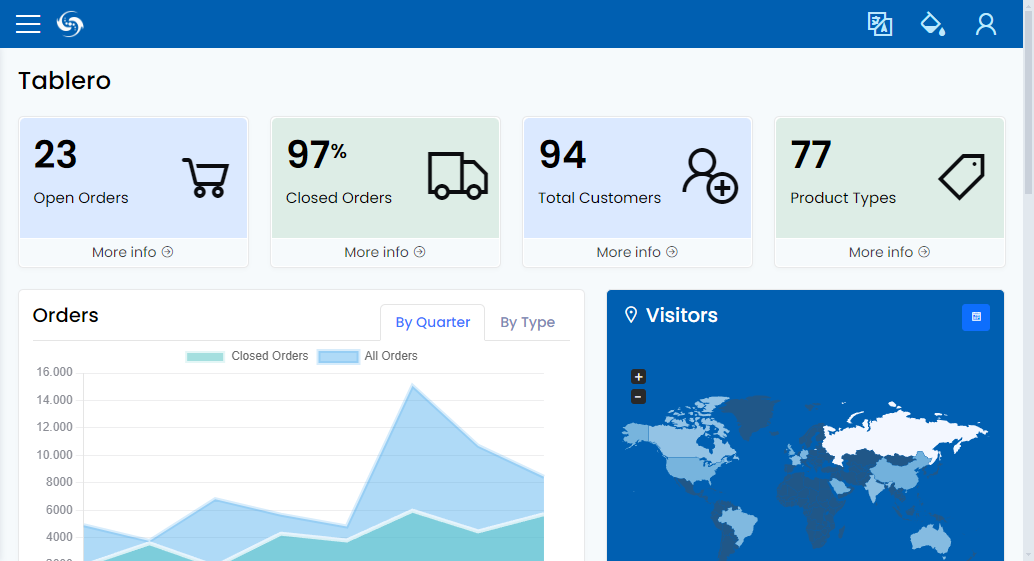 Tablero
23
Open Orders
More info
97%
Closed Orders
More info
94
Total Customers
More info
77
Product Types
More info
Orders
By Quarter
By Type
Closed Orders
All Orders
16.000
14.000
12.000
10.000
8000
6000
4000
Visitors
+
−